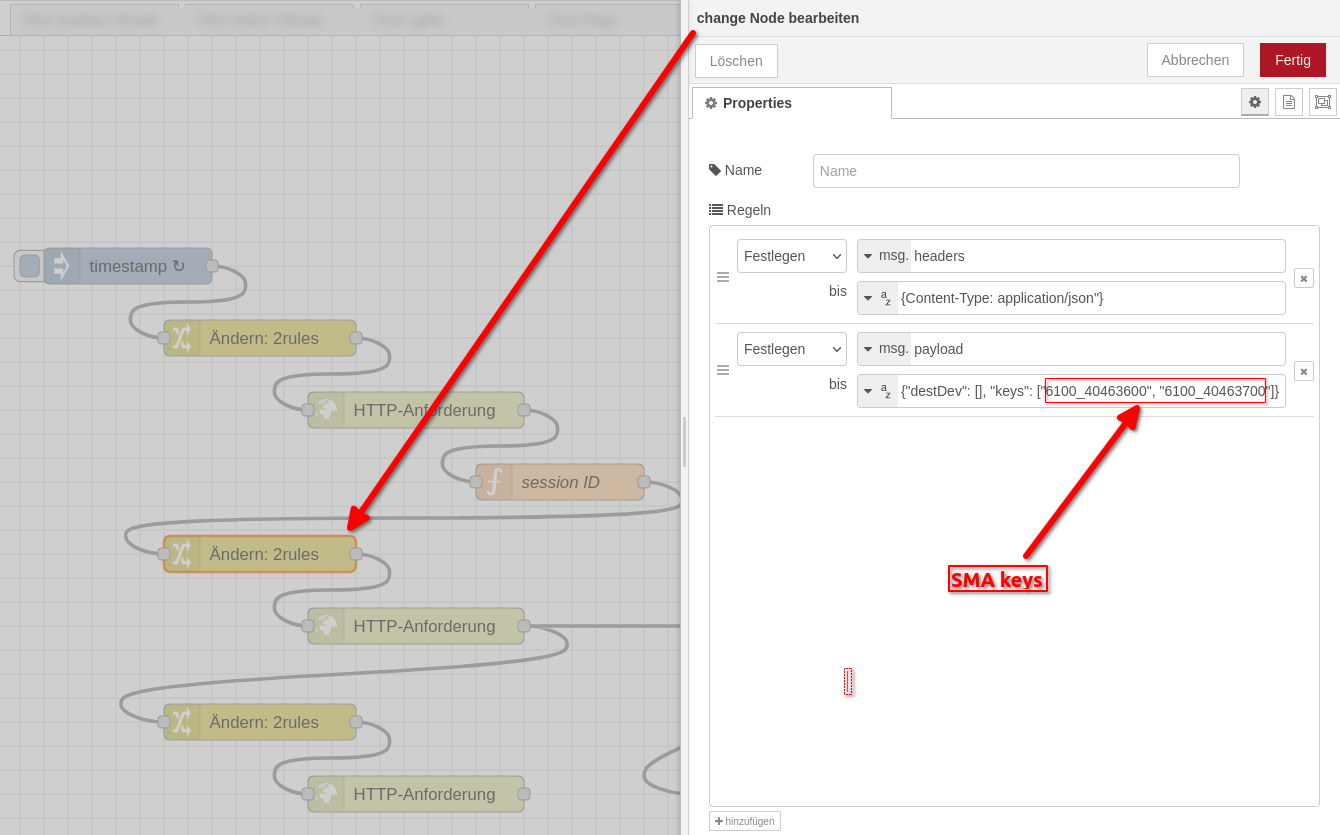 change Node bearbeiten
Löschen
Abbrechen
Fertig
Properties
Name
Name
Regeln
Festlegen
msg. headers
bis
az {Content-Type: application/json"}
Festlegen
msg. payload
bis
az {"destDev": [], "keys": ["6100_40463600", "6100_40463700"]}
SMA keys
hinzufügen
timestamp ↻
Ändern: 2rules
HTTP-Anforderung
session ID
Ändern: 2rules
HTTP-Anforderung
Ändern: 2rules
HTTP-Anforderung